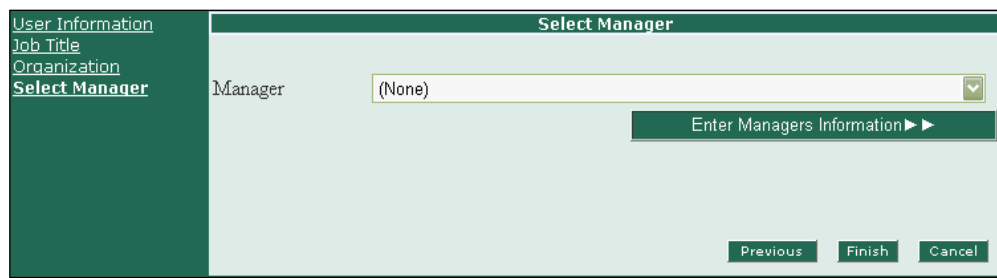 User Information
Job Title
Organization
Select Manager
Select Manager
Manager
(None)
Enter Managers Information►►
Previous Finish Cancel